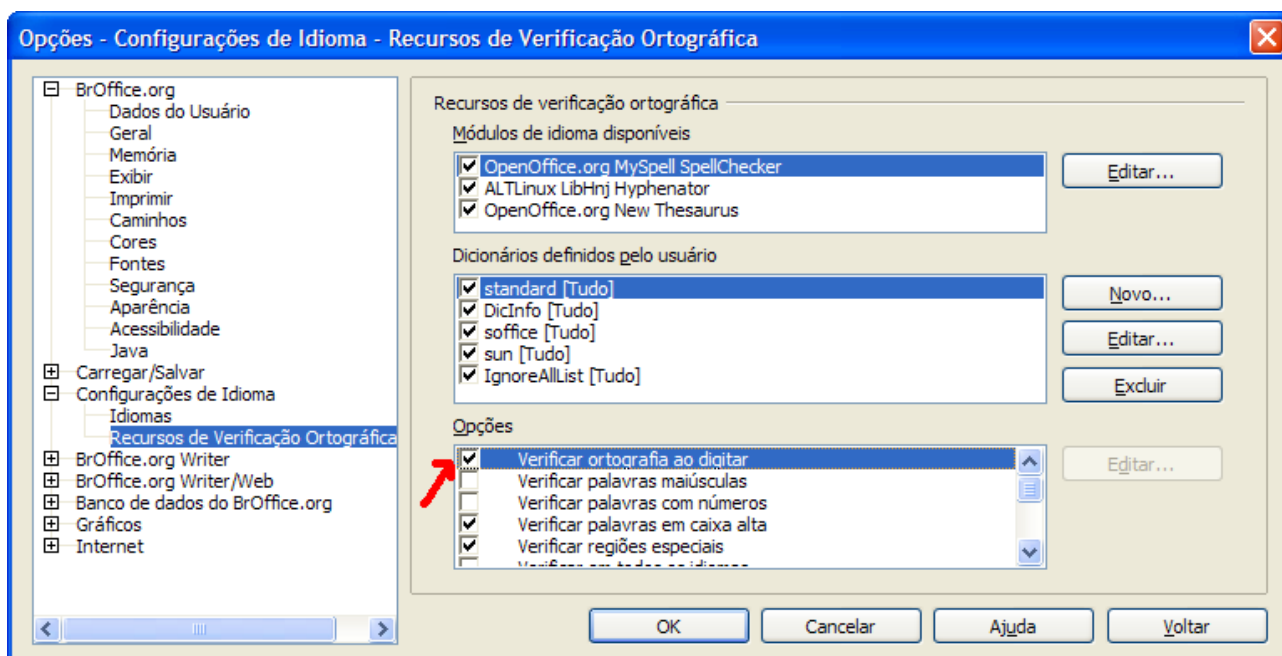 Opções - Configurações de Idioma - Recursos de Verificação Ortográfica
BrOffice.org
Dados do Usuário
Geral
Memória
Exibir
Imprimir
Caminhos
Cores
Fontes
Segurança
Aparência
Acessibilidade
Java
Carregar/Salvar
Configurações de Idioma
Idiomas
Recursos de Verificação Ortográfica
BrOffice.org Writer
BrOffice.org Writer/Web
Banco de dados do BrOffice.org
Gráficos
Internet
Recursos de verificação ortográfica
Módulos de idioma disponíveis
OpenOffice.org MySpell SpellChecker
ALTLinux LibHnj Hyphenator
OpenOffice.org New Thesaurus
Editar...
Dicionários definidos pelo usuário
standard [Tudo]
DicInfo [Tudo]
soffice [Tudo]
sun [Tudo]
IgnoreAllList [Tudo]
Novo...
Editar...
Excluir
Opções
Verificar ortografia ao digitar
Verificar palavras maiúsculas
Verificar palavras com números
Verificar palavras em caixa alta
Verificar regiões especiais
Verificar em todos os idiomas
Editar...
OK
Cancelar
Ajuda
Voltar